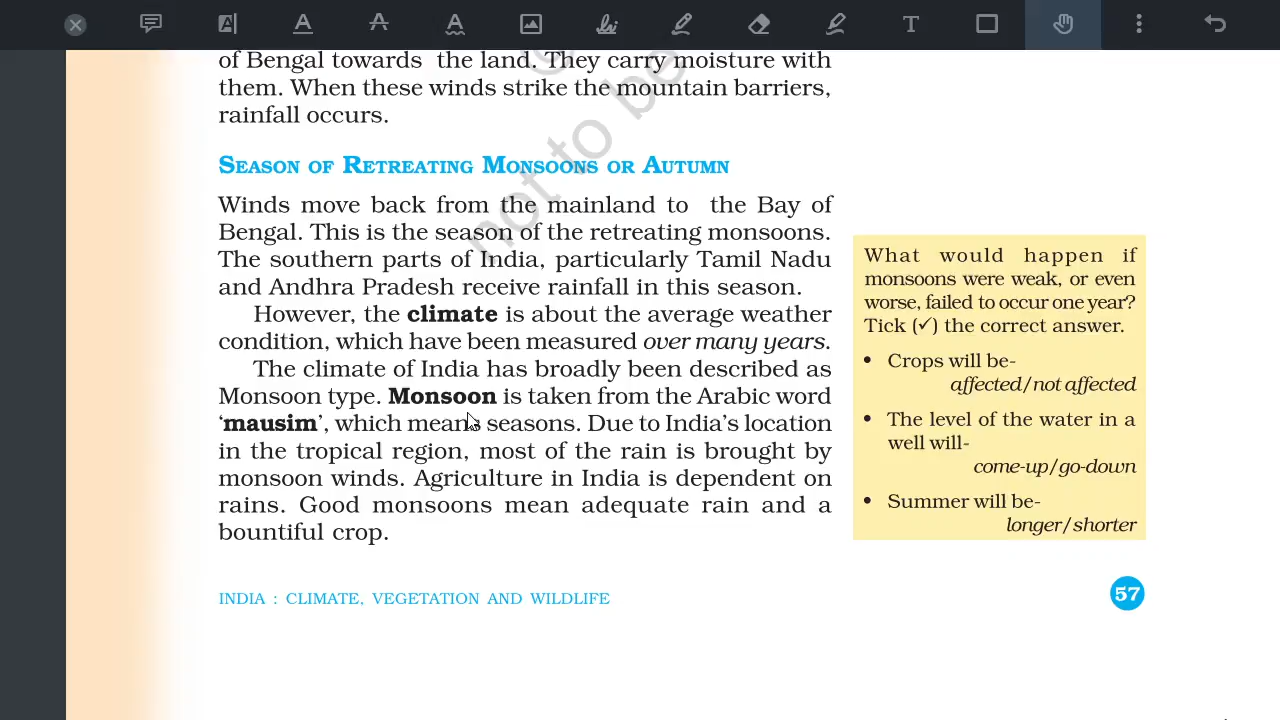 of Bengal towards the land. They carry moisture with
them. When these winds strike the mountain barriers,
rainfall occurs.
SEASON OF RETREATING MONSOONS OR AUTUMN
Winds move back from the mainland to the Bay of
Bengal. This is the season of the retreating monsoons.
The southern parts of India, particularly Tamil Nadu
and Andhra Pradesh receive rainfall in this season.
However, the climate is about the average weather
condition, which have been measured over many years.
The climate of India has broadly been described as
Monsoon type. Monsoon is taken from the Arabic word
‘mausim’, which means seasons. Due to India’s location
in the tropical region, most of the rain is brought by
monsoon winds. Agriculture in India is dependent on
rains. Good monsoons mean adequate rain and a
bountiful crop.
What would happen if
monsoons were weak, or even
worse, failed to occur one year?
Tick (✓) the correct answer.
• Crops will be-
affected/not affected
• The level of the water in a
well will-
come-up/go-down
• Summer will be-
longer/shorter
INDIA : CLIMATE, VEGETATION AND WILDLIFE
57
not to be